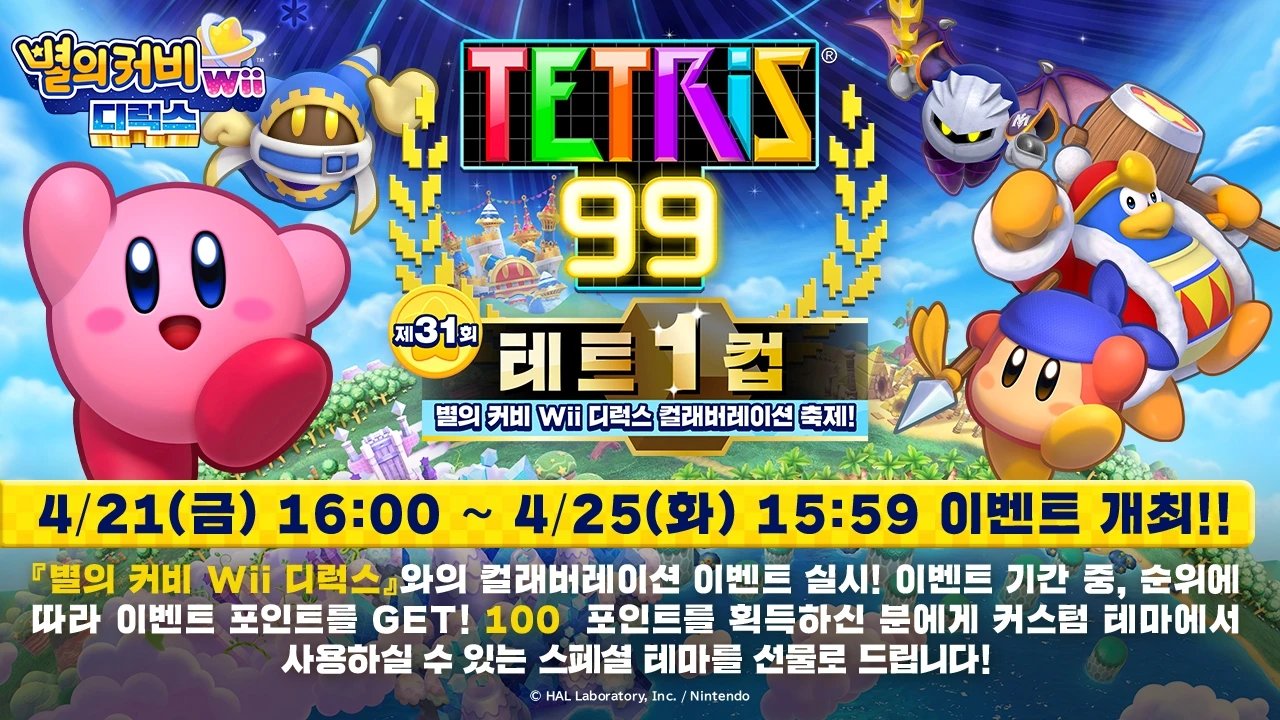 별의 커비
Wii
디럭스
TETRiS®
99
제31회
테트1컵
별의 커비 Wii 디럭스 컬래버레이션 축제!
4/21(금) 16:00 ~ 4/25(화) 15:59 이벤트 개최!!
『별의 커비 Wii 디럭스』와의 컬래버레이션 이벤트 실시! 이벤트 기간 중, 순위에
따라 이벤트 포인트를 GET! 100 포인트를 획득하신 분에게 커스텀 테마에서
사용하실 수 있는 스페셜 테마를 선물로 드립니다!
© HAL Laboratory, Inc. / Nintendo